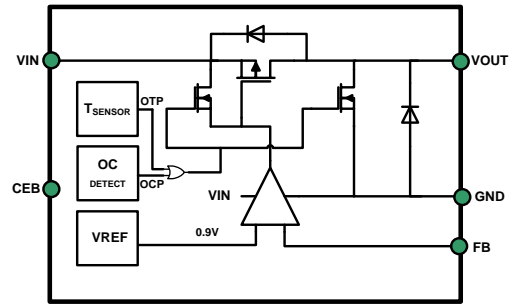 VIN
VOUT
TSENSOR
OTP
OC
DETECT
OCP
CEB
VIN
GND
VREF
0.9V
FB